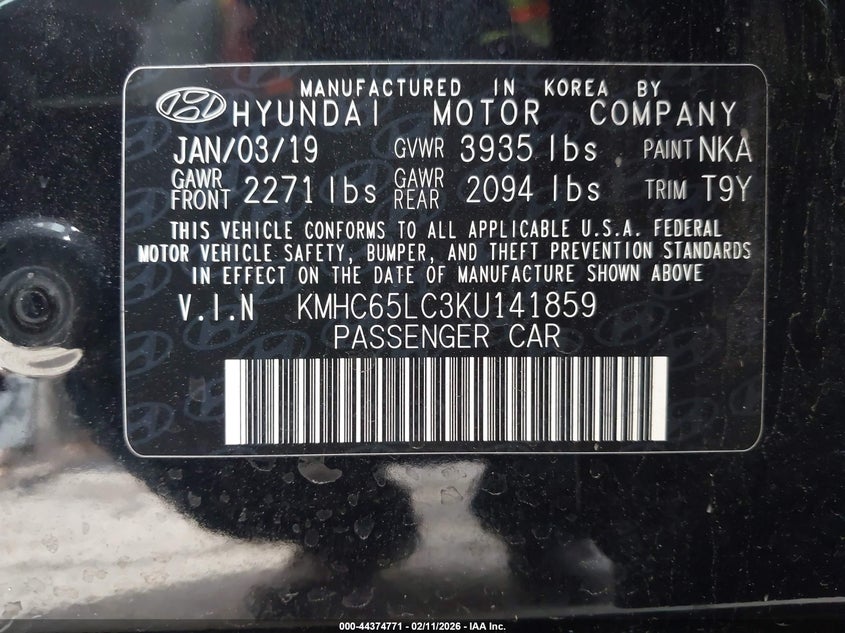 MANUFACTURED IN KOREA BY
HYUNDAI MOTOR COMPANY
JAN/03/19 GVWR 3935 lbs PAINT NKA
GAWR FRONT 2271 lbs GAWR REAR 2094 lbs TRIM T9Y
THIS VEHICLE CONFORMS TO ALL APPLICABLE U.S.A. FEDERAL
MOTOR VEHICLE SAFETY, BUMPER, AND THEFT PREVENTION STANDARDS
IN EFFECT ON THE DATE OF MANUFACTURE SHOWN ABOVE
V.I.N KMHC65LC3KU141859
PASSENGER CAR
000-44374771 - 02/11/2026 - IAA Inc.